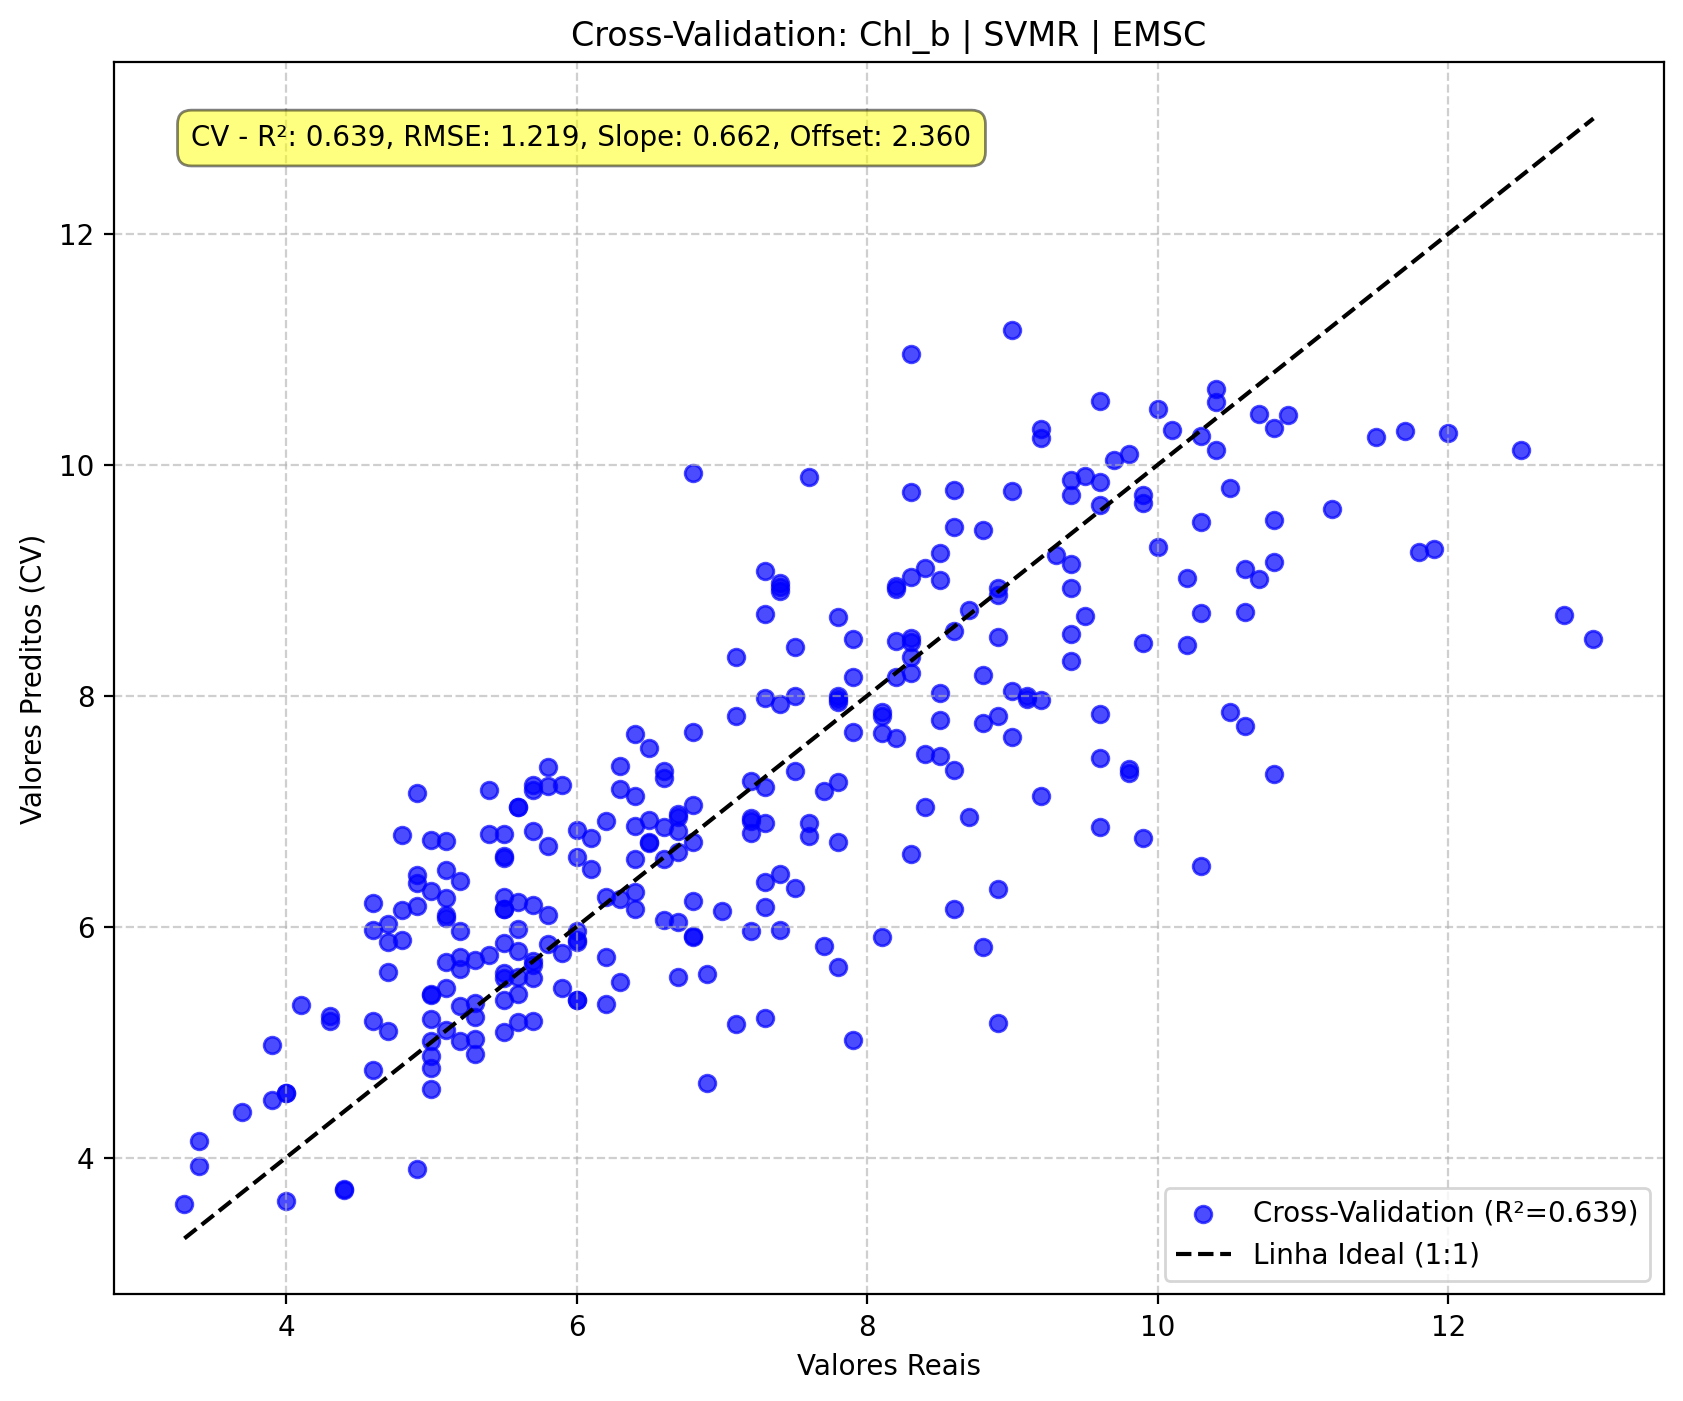 Cross-Validation: Chl_b | SVMR | EMSC
CV - R²: 0.639, RMSE: 1.219, Slope: 0.662, Offset: 2.360
Valores Preditos (CV)
12
10
8
6
4
Cross-Validation (R²=0.639)
Linha Ideal (1:1)
4 6 8 10 12
Valores Reais